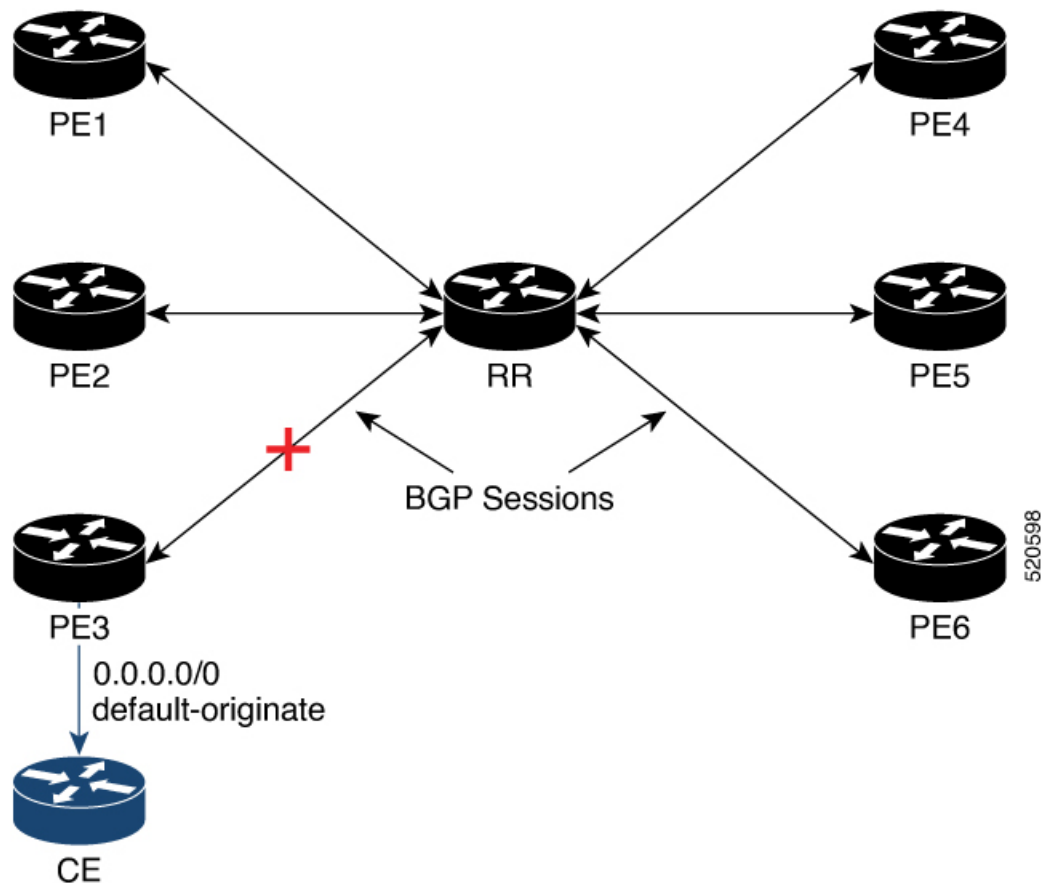 PE1
PE4
PE2
RR
PE5
BGP Sessions
PE3
PE6
520598
0.0.0.0/0
default-originate
CE